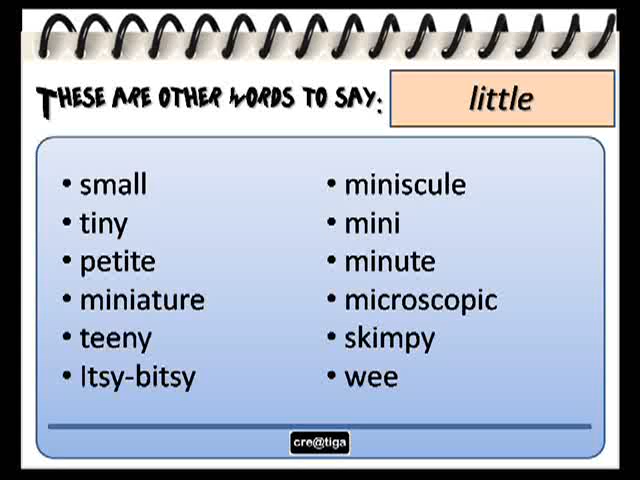 THESE ARE OTHER WORDS TO SAY:
little
• small
• tiny
• petite
• miniature
• teeny
• Itsy-bitsy
• miniscule
• mini
• minute
• microscopic
• skimpy
• wee
cre@tiga